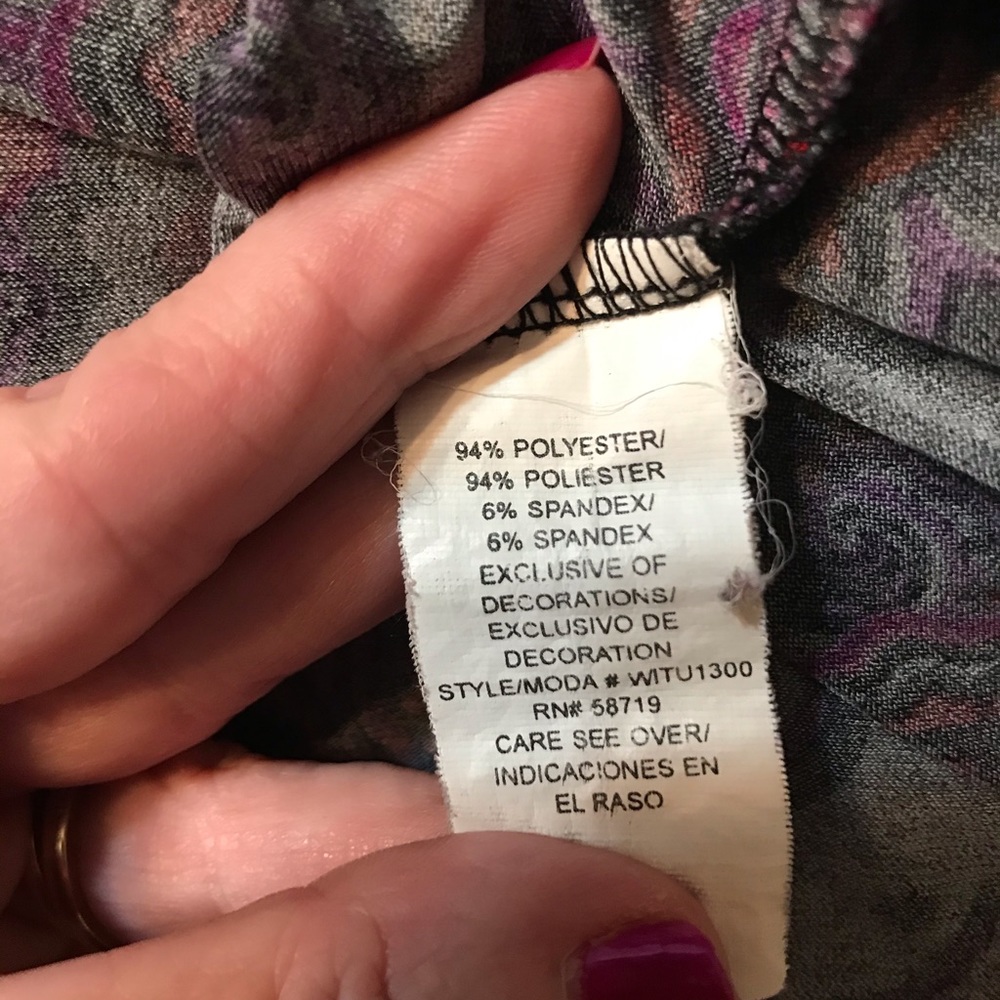 94% POLYESTER/
94% POLIESTER
6% SPANDEX/
6% SPANDEX
EXCLUSIVE OF
DECORATIONS/
EXCLUSIVO DE
DECORATION
STYLE/MODA # WITU1300
RN# 58719
CARE SEE OVER/
INDICACIONES EN
EL RASO